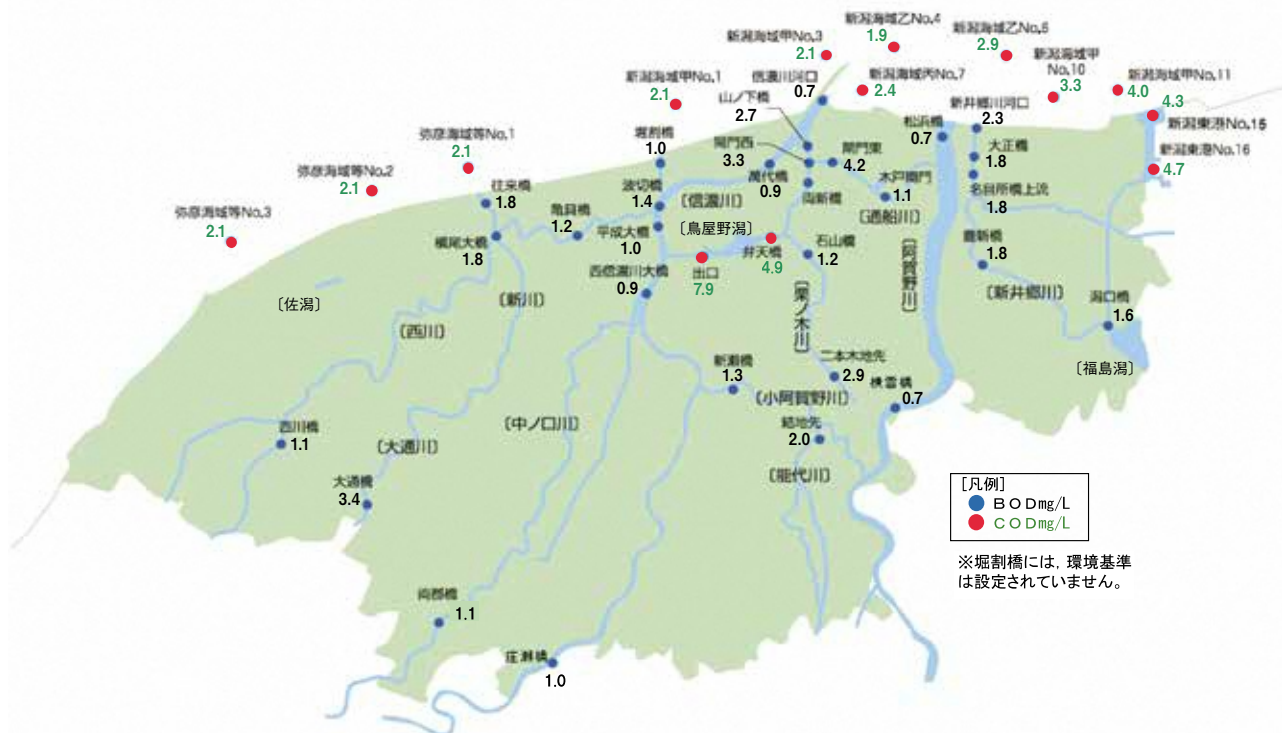 新潟海域乙No.4
1.9
新潟海域乙No.5
2.9
新潟海域甲No.3
2.1
新潟海域甲
No.10
3.3
新潟海域甲No.1
2.1
信濃川河口
0.7
新潟海域丙No.7
2.4
新潟海域甲No.11
4.0
4.3
新潟東港No.15
山ノ下橋
2.7
新井郷川河口
2.3
松浜橋
0.7
弥彦海域等No.1
2.1
堀割橋
1.0
閘門西
3.3
閘門東
4.2
大正橋
1.8
新潟東港No.16
4.7
弥彦海域等No.2
2.1
往来橋
1.8
波切橋
1.4
〔信濃川〕
萬代橋
0.9
両新橋
木戸閘門
1.1
名目所橋上流
1.8
弥彦海域等No.3
2.1
亀貝橋
1.2
平成大橋
1.0
〔鳥屋野潟〕
〔通船川〕
槇尾大橋
1.8
弁天橋
4.9
石山橋
1.2
豊新橋
1.8
西信濃川大橋
0.9
出口
7.9
〔阿賀野川〕
〔新井郷川〕
潟口橋
1.6
〔佐潟〕
〔新川〕
〔西川〕
〔栗ノ木川〕
新瀬橋
1.3
二本木地先
2.9
〔福島潟〕
〔小阿賀野川〕
横雲橋
0.7
西川橋
1.1
〔大通川〕
〔中ノ口川〕
結地先
2.0
〔能代川〕
大通橋
3.4
[凡例]
ＢＯＤmg/L
ＣＯＤmg/L
※堀割橋には，環境基準
は設定されていません。
両郡橋
1.1
庄瀬橋
1.0